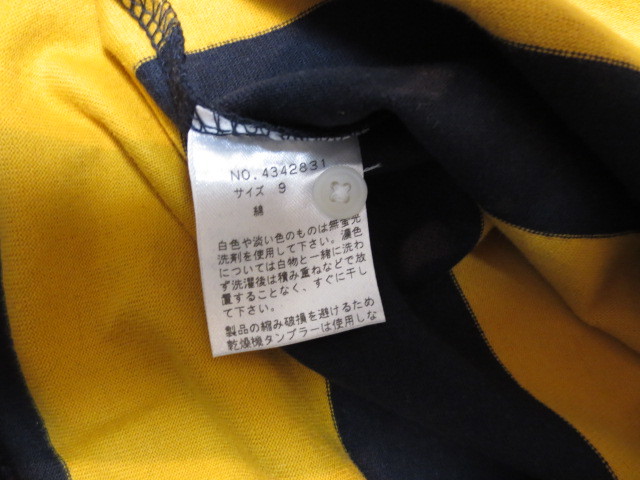 NO.4342831
サイズ 9
綿
白色や淡い色のものは無蛍光
洗剤を使用して下さい。濃色
については白物と一緒に洗わ
ず洗濯後は積み重ねなどで放
置することなく、すぐに干し
て下さい。
製品の縮み破損を避けるため
乾燥機タンブラーは使用しな